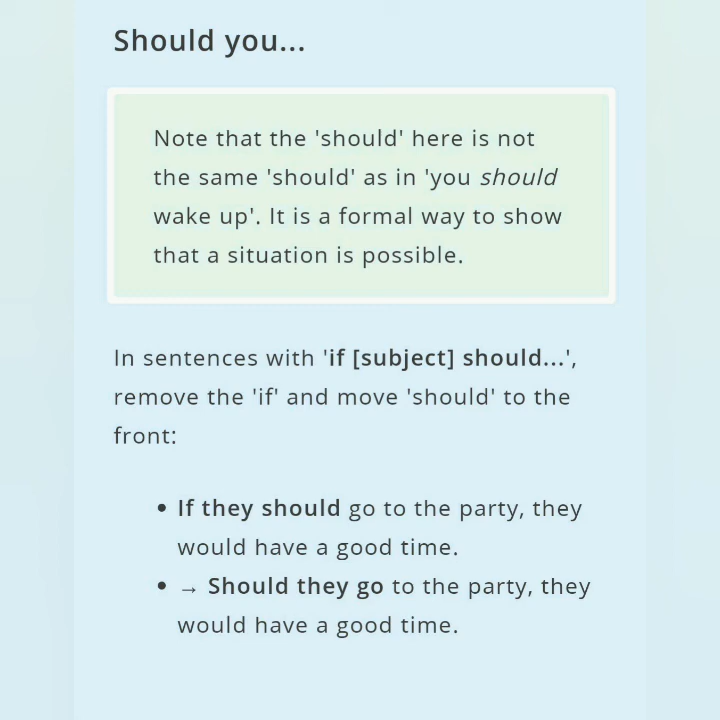 Should you...
Note that the 'should' here is not
the same 'should' as in 'you should
wake up'. It is a formal way to show
that a situation is possible.
In sentences with 'if [subject] should...',
remove the 'if' and move 'should' to the
front:
• If they should go to the party, they
would have a good time.
• → Should they go to the party, they
would have a good time.